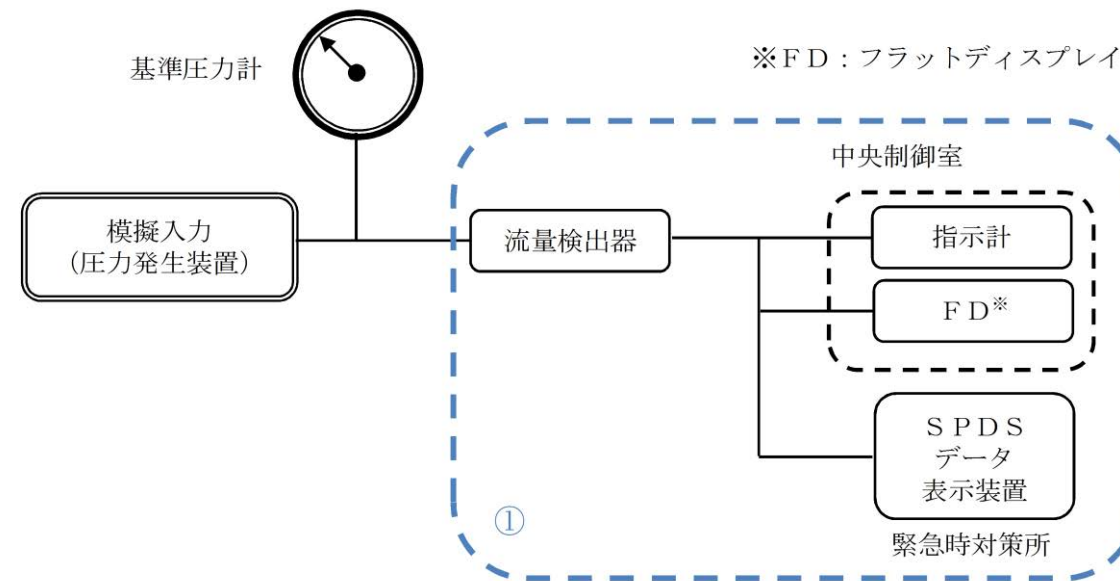 基準圧力計
※ＦＤ：フラットディスプレイ
中央制御室
模擬入力
（圧力発生装置）
流量検出器
指示計
ＦＤ※
ＳＰＤＳ
データ
表示装置
①
緊急時対策所